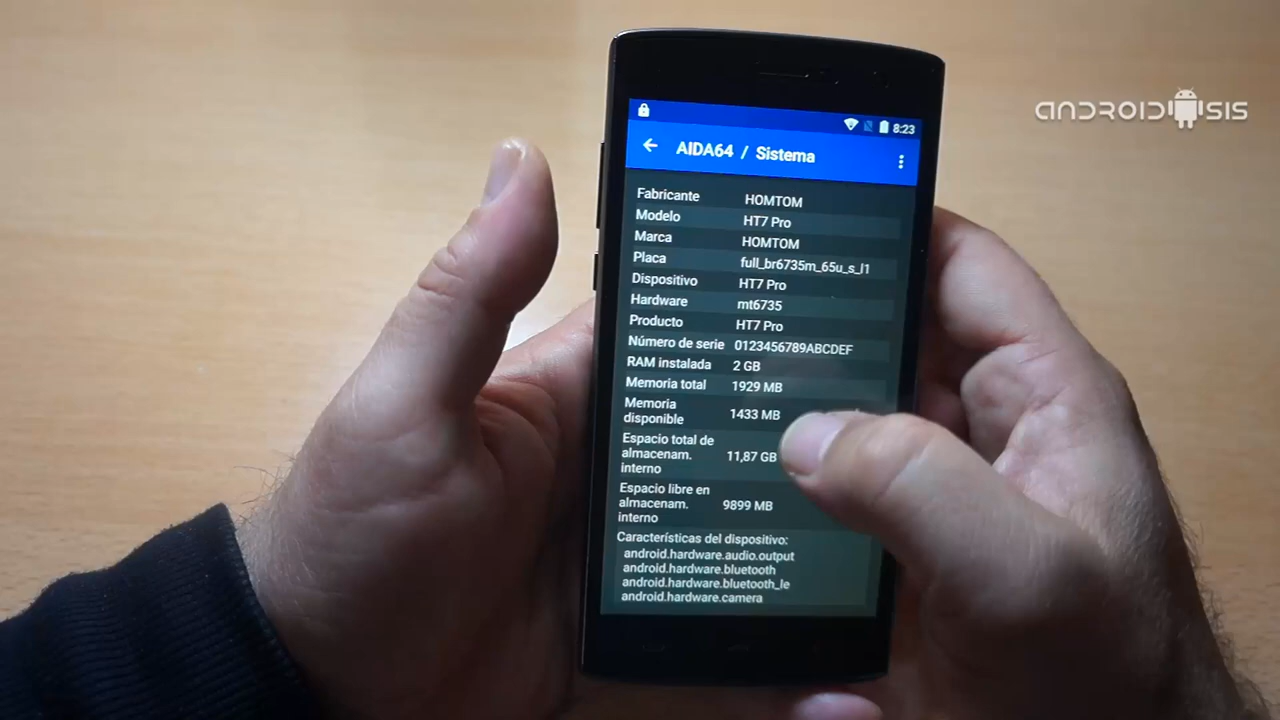 ANDROIDSIS
8:23
AIDA64 / Sistema
Fabricante HOMTOM
Modelo HT7 Pro
Marca HOMTOM
Placa full_br6735m_65u_s_l1
Dispositivo HT7 Pro
Hardware mt6735
Producto HT7 Pro
Número de serie 0123456789ABCDEF
RAM instalada 2 GB
Memoria total 1929 MB
Memoria
disponible 1433 MB
Espacio total de
almacenam. 11,87 GB
interno
Espacio libre en
almacenam. 9899 MB
interno
Características del dispositivo:
android.hardware.audio.output
android.hardware.bluetooth
android.hardware.bluetooth_le
android.hardware.camera